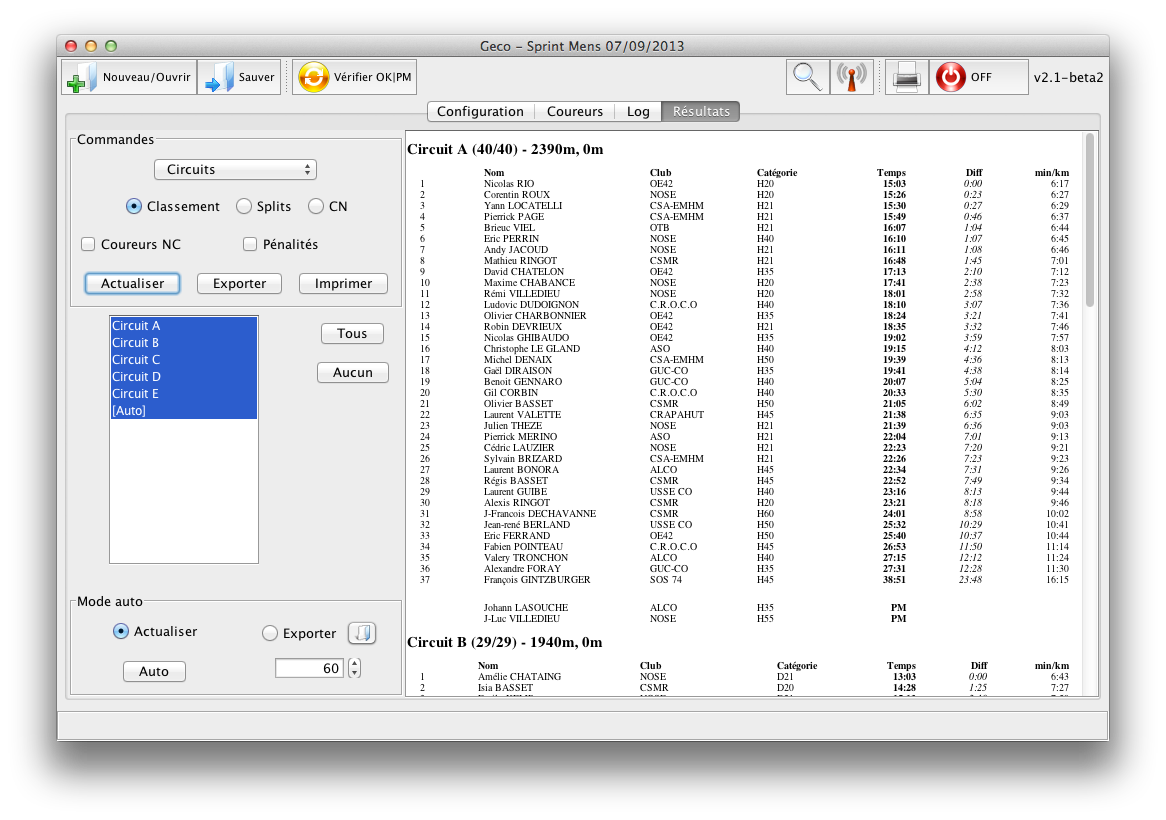 Geco – Sprint Mens 07/09/2013
Nouveau/Ouvrir Sauver Vérifier OK|PM OFF v2.1-beta2
Configuration Coureurs Log Résultats
Commandes
Circuits
Classement Splits CN
Coureurs NC Pénalités
Actualiser Exporter Imprimer
Circuit A
Circuit B
Circuit C
Circuit D
Circuit E
[Auto]
Tous
Aucun
Mode auto
Actualiser Exporter
Auto 60
Circuit A (40/40) - 2390m, 0m
Nom Club Catégorie Temps Diff min/km
1 Nicolas RIO OE42 H20 15:03 0:00 6:17
2 Corentin ROUX NOSE H20 15:26 0:23 6:27
3 Yann LOCATELLI CSA-EMHM H21 15:30 0:27 6:29
4 Pierrick PAGE CSA-EMHM H21 15:49 0:46 6:37
5 Brieuc VIEL OTB H21 16:07 1:04 6:44
6 Eric PERRIN NOSE H40 16:10 1:07 6:45
7 Andy JACOUD NOSE H21 16:11 1:08 6:46
8 Mathieu RINGOT CSMR H21 16:48 1:45 7:01
9 David CHATELON OE42 H35 17:13 2:10 7:12
10 Maxime CHABANCE NOSE H20 17:41 2:38 7:23
11 Rémi VILLEDIEU NOSE H20 18:01 2:58 7:32
12 Ludovic DUDOIGNON C.R.O.C.O H40 18:10 3:07 7:36
13 Olivier CHARBONNIER OE42 H35 18:24 3:21 7:41
14 Robin DEVRIEUX OE42 H21 18:35 3:32 7:46
15 Nicolas GHIBAUDO OE42 H35 19:02 3:59 7:57
16 Christophe LE GLAND ASO H40 19:15 4:12 8:03
17 Michel DENAIX CSA-EMHM H50 19:39 4:36 8:13
18 Gaël DIRAISON GUC-CO H35 19:41 4:38 8:14
19 Benoit GENNARO GUC-CO H40 20:07 5:04 8:25
20 Gil CORBIN C.R.O.C.O H40 20:33 5:30 8:35
21 Olivier BASSET CSMR H50 21:05 6:02 8:49
22 Laurent VALETTE CRAPAHUT H45 21:38 6:35 9:03
23 Julien THEZE NOSE H21 21:39 6:36 9:03
24 Pierrick MERINO ASO H21 22:04 7:01 9:13
25 Cédric LAUZIER NOSE H21 22:23 7:20 9:21
26 Sylvain BRIZARD CSA-EMHM H21 22:26 7:23 9:23
27 Laurent BONORA ALCO H45 22:34 7:31 9:26
28 Régis BASSET CSMR H45 22:52 7:49 9:34
29 Laurent GUIBE USSE CO H40 23:16 8:13 9:44
30 Alexis RINGOT CSMR H20 23:21 8:18 9:46
31 J-Francois DECHAVANNE CSMR H60 24:01 8:58 10:02
32 Jean-rené BERLAND USSE CO H50 25:32 10:29 10:41
33 Eric FERRAND OE42 H50 25:40 10:37 10:44
34 Fabien POINTEAU C.R.O.C.O H45 26:53 11:50 11:14
35 Valery TRONCHON ALCO H40 27:15 12:12 11:24
36 Alexandre FORAY GUC-CO H35 27:31 12:28 11:30
37 François GINTZBURGER SOS 74 H45 38:51 23:48 16:15
Johann LASOUCHE ALCO H35 PM
J-Luc VILLEDIEU NOSE H55 PM
Circuit B (29/29) - 1940m, 0m
Nom Club Catégorie Temps Diff min/km
1 Amélie CHATAING NOSE D21 13:03 0:00 6:43
2 Isia BASSET CSMR D20 14:28 1:25 7:27